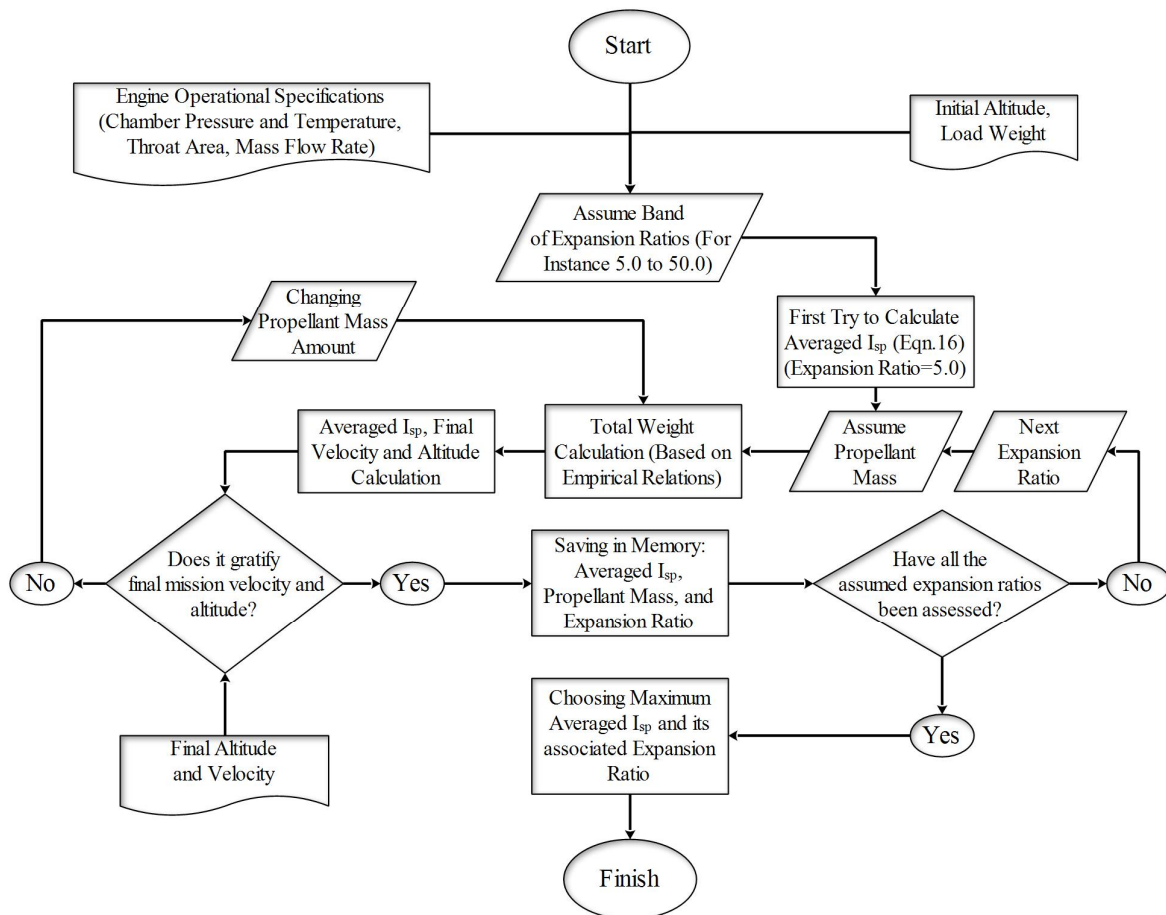 Start
Engine Operational Specifications
(Chamber Pressure and Temperature,
Throat Area, Mass Flow Rate)
Initial Altitude,
Load Weight
Assume Band
of Expansion Ratios (For
Instance 5.0 to 50.0)
Changing
Propellant Mass
Amount
First Try to Calculate
Averaged Isp (Eqn.16)
(Expansion Ratio=5.0)
Averaged Isp, Final
Velocity and Altitude
Calculation
Total Weight
Calculation (Based on
Empirical Relations)
Assume
Propellant
Mass
Next
Expansion
Ratio
No
Does it gratify
final mission velocity and
altitude?
Yes
Saving in Memory:
Averaged Isp,
Propellant Mass, and
Expansion Ratio
Have all the
assumed expansion ratios
been assessed?
No
Final Altitude
and Velocity
Choosing Maximum
Averaged Isp and its
associated Expansion
Ratio
Yes
Finish